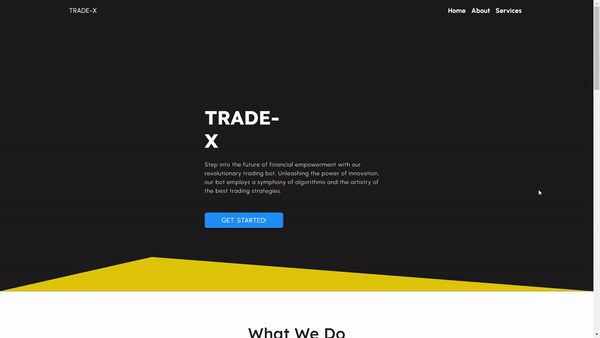 TRADE-X
Home About Services
TRADE-
X
Step into the future of financial empowerment with our
revolutionary trading bot. Unleashing the power of innovation,
our bot employs a symphony of algorithms and the artistry of
the best trading strategies.
GET STARTED!
What We Do